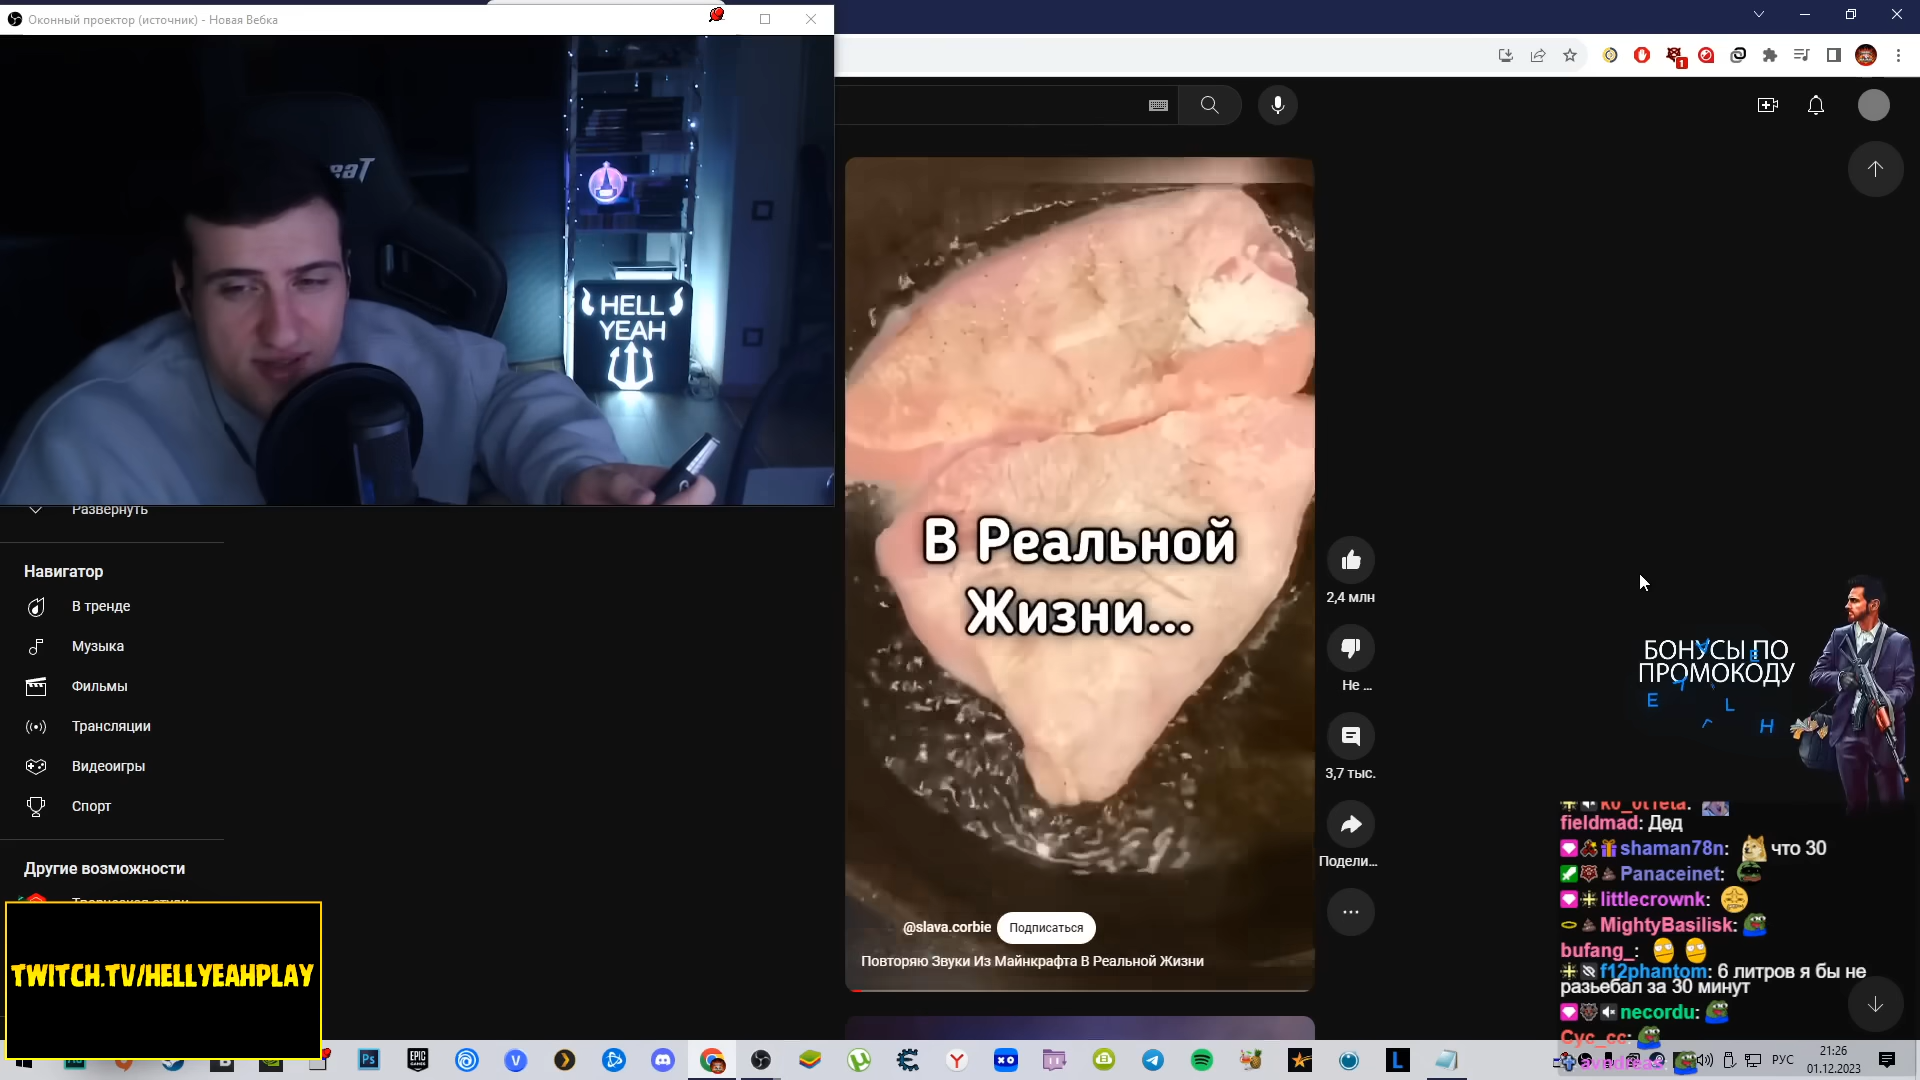 Оконный проектор (источник) - Новая Вебка
HELL
YEAH
Развернуть
Навигатор
В тренде
Музыка
Фильмы
Трансляции
Видеоигры
Спорт
Другие возможности
TWITCH.TV/HELLYEAHPLAY
В Реальной
Жизни...
@slava.corbie
Подписаться
Повторяю Звуки Из Майнкрафта В Реальной Жизни
2,4 млн
Не ...
3,7 тыс.
Подели...
БОНУСЫ ПО
ПРОМОКОДУ
fieldmad: Дед
shaman78n: что 30
Panaceinet:
littlecrownk:
MightyBasilisk:
bufang_:
f12phantom: 6 литров я бы не
разьебал за 30 минут
necordu:
Cyc_cc:
avndreas:
РУС
21:26
01.12.2023